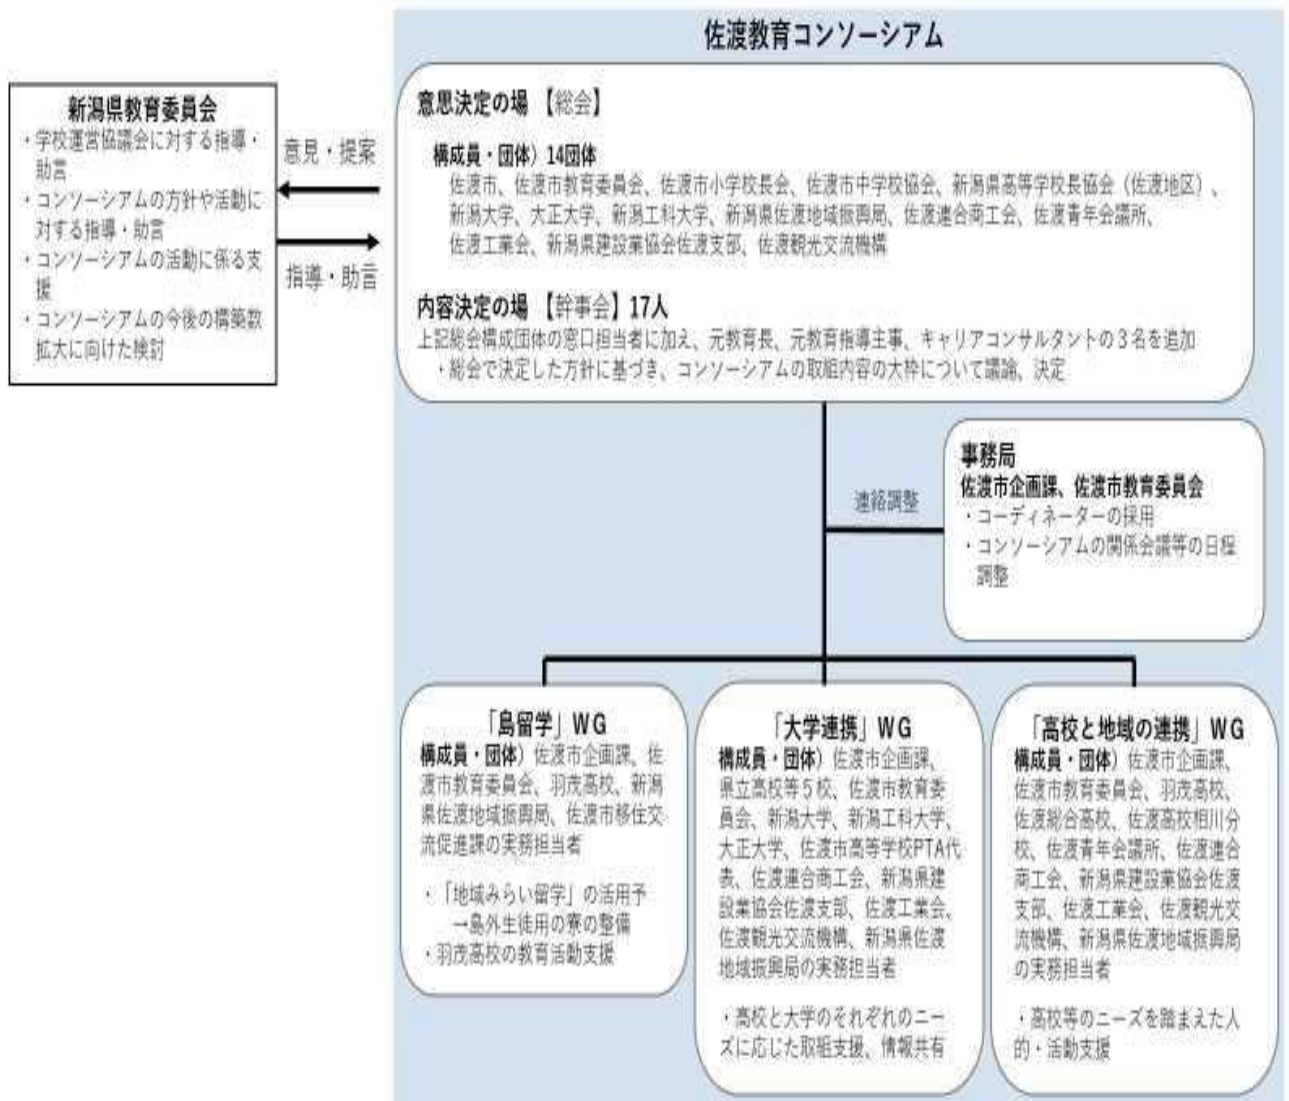 佐渡教育コンソーシアム
新潟県教育委員会
・学校運営協議会に対する指導・
助言
・コンソーシアムの方針や活動に
対する指導・助言
・コンソーシアムの活動に係る支
援
・コンソーシアムの今後の構築数
拡大に向けた検討
意見・提案
指導・助言
意思決定の場 【総会】
構成員・団体）14団体
佐渡市、佐渡市教育委員会、佐渡市小学校長会、佐渡市中学校協会、新潟県高等学校長協会（佐渡地区）、
新潟大学、大正大学、新潟工科大学、新潟県佐渡地域振興局、佐渡連合商工会、佐渡青年会議所、
佐渡工業会、新潟県建設業協会佐渡支部、佐渡観光交流機構
内容決定の場 【幹事会】17人
上記総会構成団体の窓口担当者に加え、元教育長、元教育指導主事、キャリアコンサルタントの３名を追加
・総会で決定した方針に基づき、コンソーシアムの取組内容の大枠について議論、決定
連絡調整
事務局
佐渡市企画課、佐渡市教育委員会
・コーディネーターの採用
・コンソーシアムの関係会議等の日程
調整
「島留学」WG
構成員・団体）佐渡市企画課、佐
渡市教育委員会、羽茂高校、新潟
県佐渡地域振興局、佐渡市移住交
流促進課の実務担当者
・「地域みらい留学」の活用予
→島外生徒用の寮の整備
・羽茂高校の教育活動支援
「大学連携」WG
構成員・団体）佐渡市企画課、
県立高校等５校、佐渡市教育委
員会、新潟大学、新潟工科大学、
大正大学、佐渡市高等学校PTA代
表、佐渡連合商工会、新潟県建
設業協会佐渡支部、佐渡工業会、
佐渡観光交流機構、新潟県佐渡
地域振興局の実務担当者
・高校と大学のそれぞれのニー
ズに応じた取組支援、情報共有
「高校と地域の連携」WG
構成員・団体）佐渡市企画課、
佐渡市教育委員会、羽茂高校、
佐渡総合高校、佐渡高校相川分
校、佐渡青年会議所、佐渡連合
商工会、新潟県建設業協会佐渡
支部、佐渡工業会、佐渡観光交
流機構、新潟県佐渡地域振興局
の実務担当者
・高校等のニーズを踏まえた人
的・活動支援